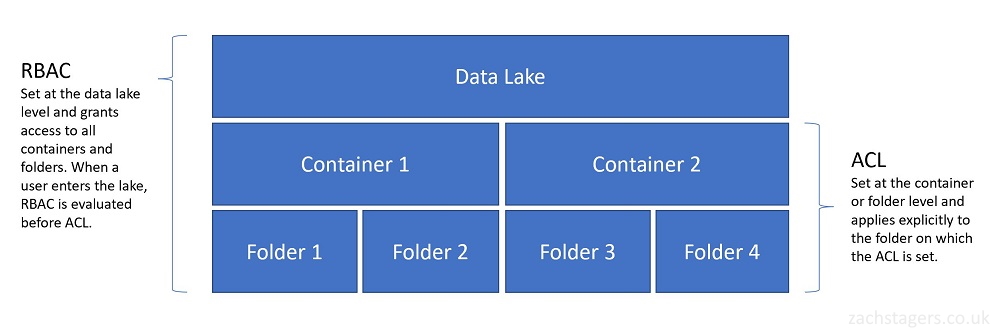 RBAC
Set at the data lake
level and grants
access to all
containers and
folders. When a
user enters the lake,
RBAC is evaluated
before ACL.
Data Lake
Container 1
Container 2
Folder 1
Folder 2
Folder 3
Folder 4
ACL
Set at the container
or folder level and
applies explicitly to
the folder on which
the ACL is set.
zachstagers.co.uk